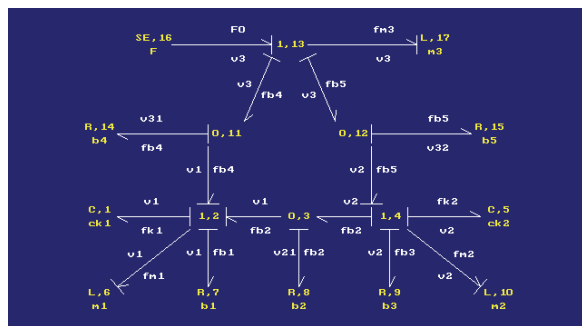 F0 fm3
SE,16 1,13 L,17
F v3 v3 m3
v3 fb4 v3 fb5
v31 fb5
R,14 0,11 0,12 R,15
b4 fb4 v32 b5
v1 fb4 v2 fb5
v1 v1 v2 fk2
C,1 1,2 0,3 1,4 C,5
ck1 fk1 fb2 fb2 v2 ck2
v1 v1 fb1 v21 fb2 v2 fb3 fm2
fm1 v2
L,6 R,7 R,8 R,9 L,10
m1 b1 b2 b3 m2